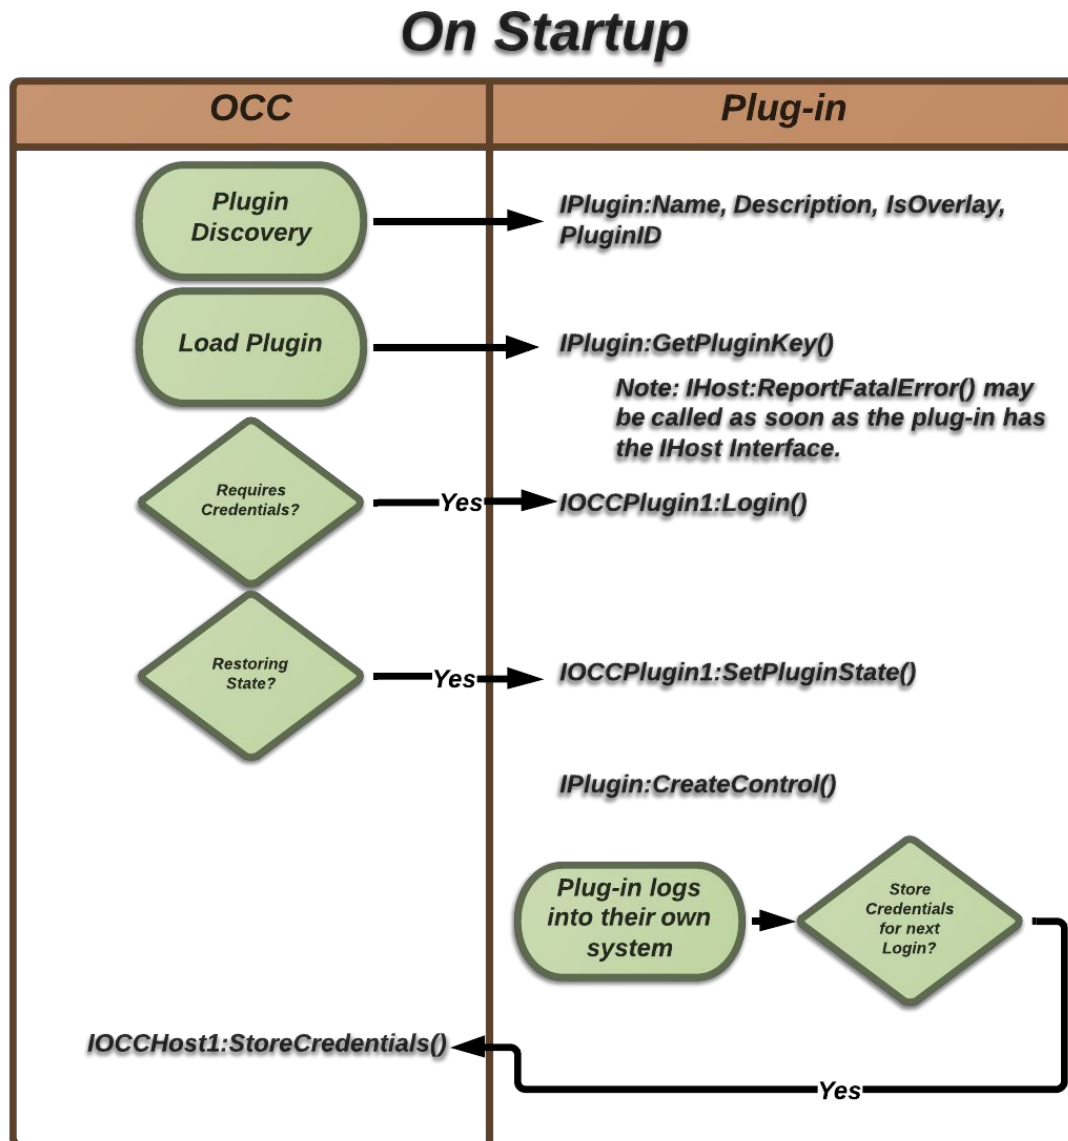 On Startup
OCC
Plug-in
Plugin
Discovery
IPlugin:Name, Description, IsOverlay,
PluginID
Load Plugin
IPlugin:GetPluginKey()
Note: IHost:ReportFatalError() may
be called as soon as the plug-in has
the IHost Interface.
Requires
Credentials?
Yes
IOCCPlugin1:Login()
Restoring
State?
Yes
IOCCPlugin1:SetPluginState()
IPlugin:CreateControl()
Plug-in logs
into their own
system
Store
Credentials
for next
Login?
IOCCHost1:StoreCredentials()
Yes